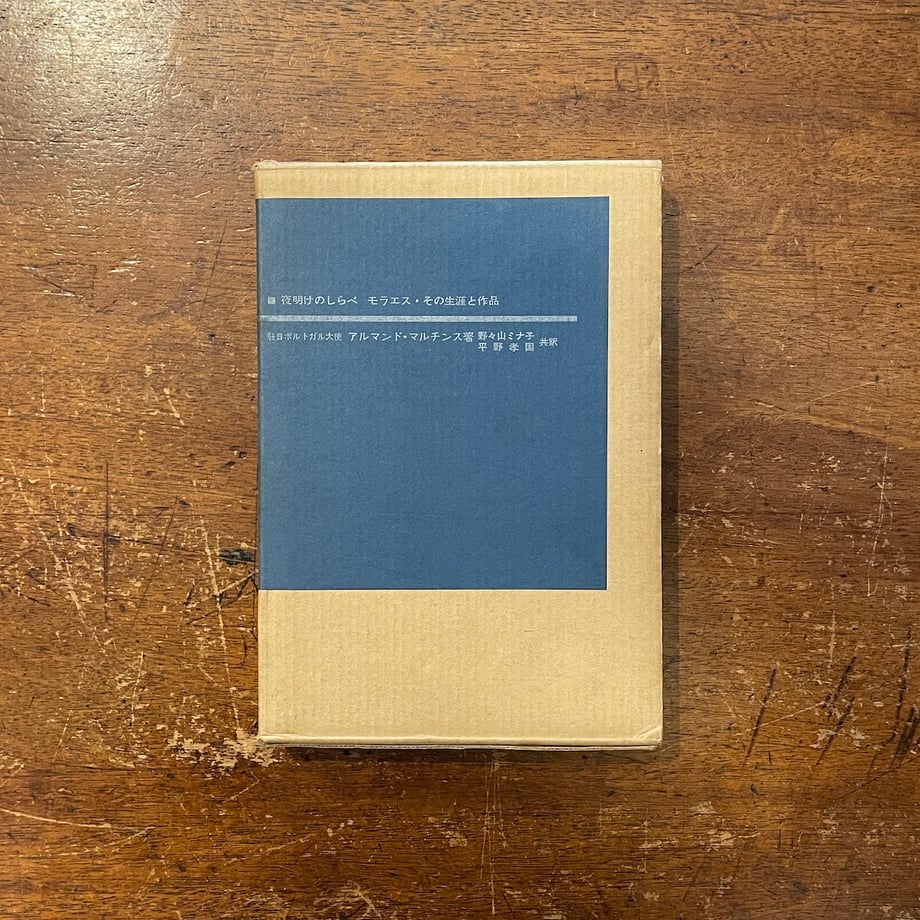 夜明けのしらべ モラエス・その生涯と作品
駐日ポルトガル大使 アルマンド・マルチンス著 野々山ミナ子
平野孝国 共訳